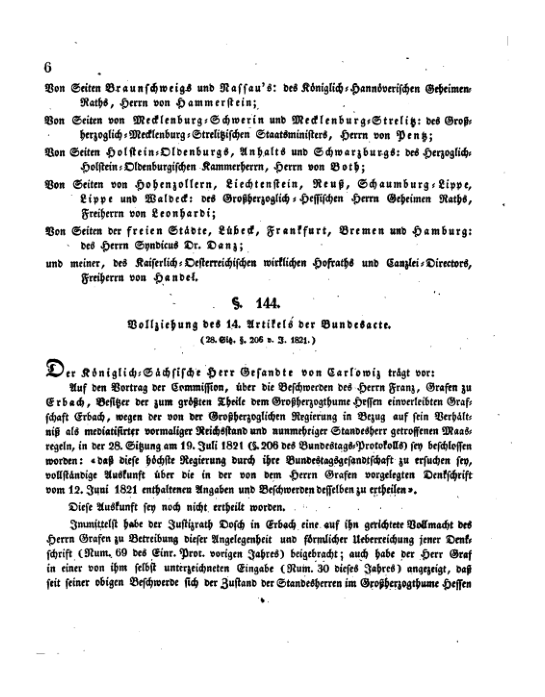 6
Von Seiten Braunschweigs und Nassau's: des Königlich-Hannöverischen Geheimen-
Raths, Herrn von Hammerstein;
Von Seiten von Mecklenburg-Schwerin und Mecklenburg-Strelitz: des Groß-
herzoglich-Mecklenburg-Strelitzischen Staatsministers, Herrn von Pentz;
Von Seiten Holstein-Oldenburgs, Anhalts und Schwarzburgs: des Herzoglich-
Holstein-Oldenburgischen Kammerherrn, Herrn von Both;
Von Seiten von Hohenzollern, Liechtenstein, Reuß, Schaumburg-Lippe,
Lippe und Waldeck: des Großherzoglich-Hessischen Herrn Geheimen Raths,
Freiherrn von Leonhardi;
Von Seiten der freien Städte, Lübeck, Frankfurt, Bremen und Hamburg:
des Herrn Syndicus Dr. Danz;
und meiner, des Kaiserlich-Oesterreichischen wirklichen Hofraths und Canzlei-Directors,
Freiherrn von Handel.
§. 144.
Vollziehung des 14. Artikels der Bundesacte.
(28. Sitz. §. 206 v. J. 1821.)
Der Königlich-Sächsische Herr Gesandte von Carlowiz trägt vor:
Auf den Vortrag der Commission, über die Beschwerden des Herrn Franz, Grafen zu
Erbach, Besitzer der zum größten Theile dem Großherzogthume Hessen einverleibten Graf-
schaft Erbach, wegen der von der Großherzoglichen Regierung in Bezug auf sein Verhält-
niß als mediatisirter vormaliger Reichsstand und nunmehriger Standesherr getroffenen Maas-
regeln, in der 28. Sitzung am 19. Juli 1821 (§. 206 des Bundestags-Protokolls) sey beschlossen
worden: »daß diese höchste Regierung durch ihre Bundestagsgesandtschaft zu ersuchen sey,
vollständige Auskunft über die in der von dem Herrn Grafen vorgelegten Denkschrift
vom 12. Juni 1821 enthaltenen Angaben und Beschwerden desselben zu ertheilen«.
Diese Auskunft sey noch nicht ertheilt worden.
Immittelst habe der Justizrath Dosch in Erbach eine auf ihn gerichtete Vollmacht des
Herrn Grafen zu Betreibung dieser Angelegenheit und förmlicher Ueberreichung jener Denk-
schrift (Num. 69 des Einr. Prot. vorigen Jahres) beigebracht; auch habe der Herr Graf
in einer von ihm selbst unterzeichneten Eingabe (Num. 30 dieses Jahres) angezeigt, daß
seit seiner obigen Beschwerde sich der Zustand der Standesherren im Großherzogthume Hessen